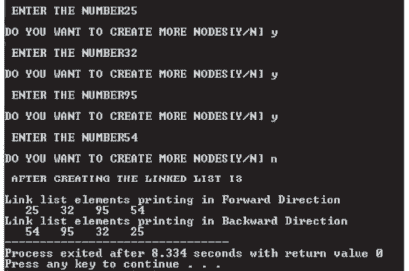 ENTER THE NUMBER25
DO YOU WANT TO CREATE MORE NODES[Y/N] y
ENTER THE NUMBER32
DO YOU WANT TO CREATE MORE NODES[Y/N] y
ENTER THE NUMBER95
DO YOU WANT TO CREATE MORE NODES[Y/N] y
ENTER THE NUMBER54
DO YOU WANT TO CREATE MORE NODES[Y/N] n
AFTER CREATING THE LINKED LIST IS
Link list elements printing in Forward Direction
25 32 95 54
Link list elements printing in Backward Direction
54 95 32 25
--------------------------------
Process exited after 8.334 seconds with return value 0
Press any key to continue . . .